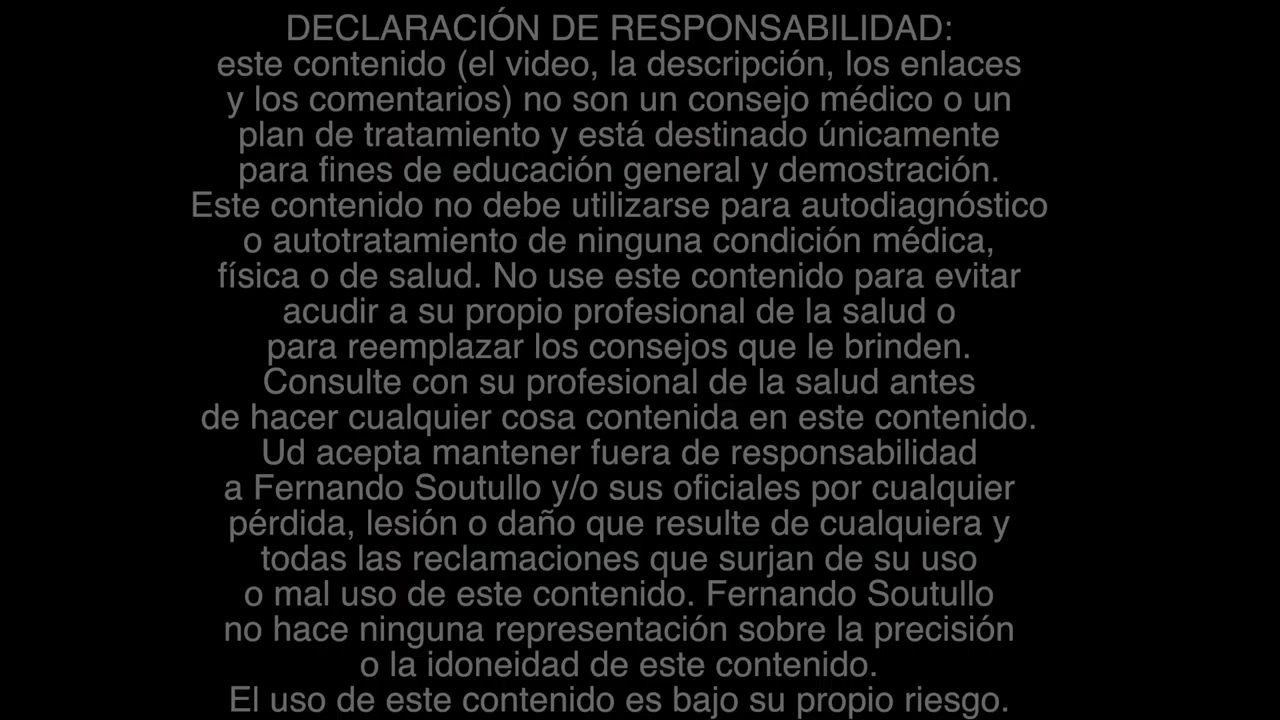 DECLARACIÓN DE RESPONSABILIDAD:
este contenido (el video, la descripción, los enlaces
y los comentarios) no son un consejo médico o un
plan de tratamiento y está destinado únicamente
para fines de educación general y demostración.
Este contenido no debe utilizarse para autodiagnóstico
o autotratamiento de ninguna condición médica,
física o de salud. No use este contenido para evitar
acudir a su propio profesional de la salud o
para reemplazar los consejos que le brinden.
Consulte con su profesional de la salud antes
de hacer cualquier cosa contenida en este contenido.
Ud acepta mantener fuera de responsabilidad
a Fernando Soutullo y/o sus oficiales por cualquier
pérdida, lesión o daño que resulte de cualquiera y
todas las reclamaciones que surjan de su uso
o mal uso de este contenido. Fernando Soutullo
no hace ninguna representación sobre la precisión
o la idoneidad de este contenido.
El uso de este contenido es bajo su propio riesgo.